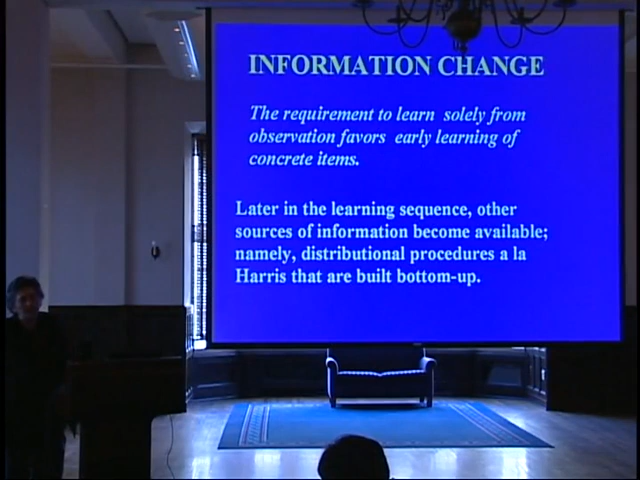 INFORMATION CHANGE
The requirement to learn solely from
observation favors early learning of
concrete items.
Later in the learning sequence, other
sources of information become available;
namely, distributional procedures a la
Harris that are built bottom-up.